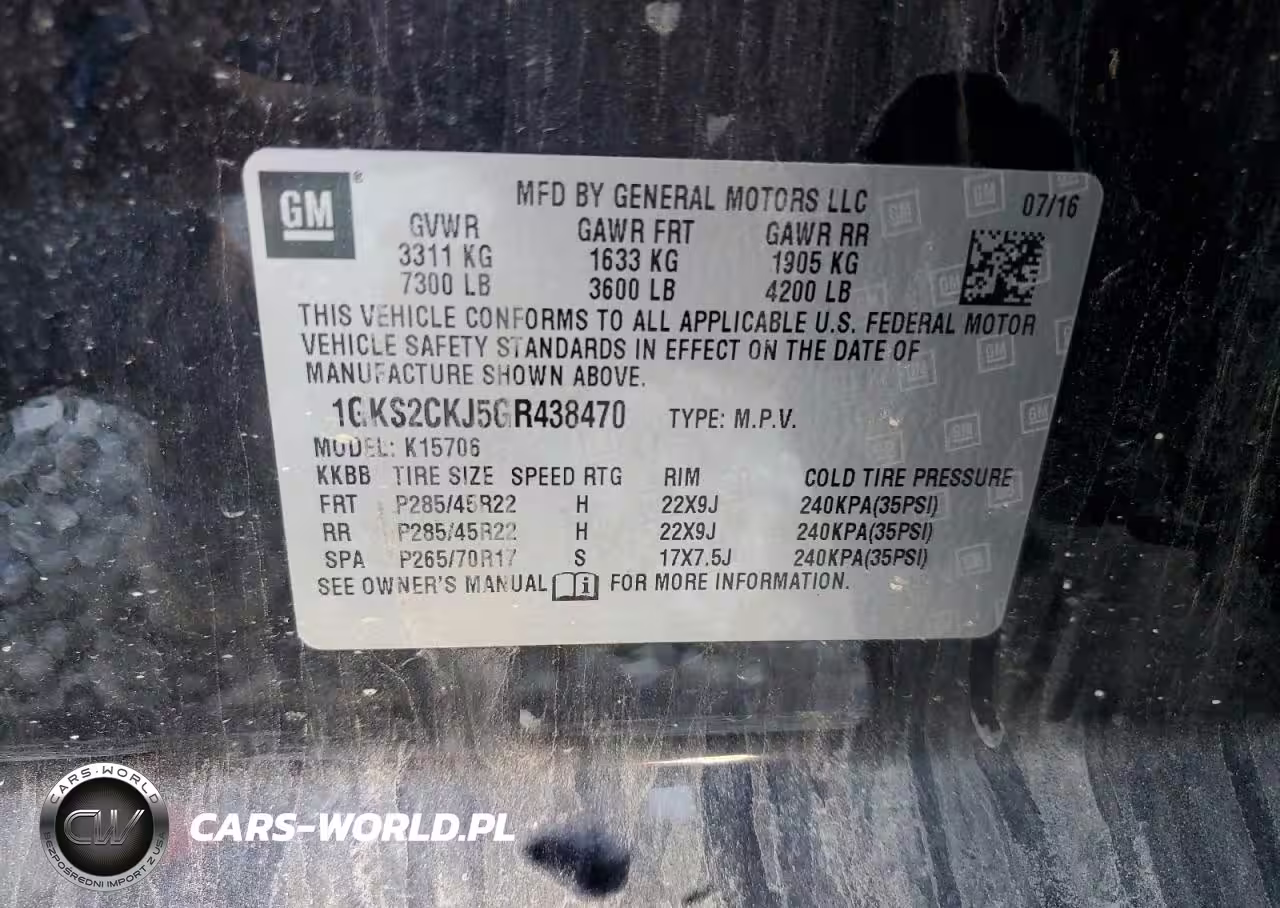 GM®
MFD BY GENERAL MOTORS LLC 07/16
GVWR GAWR FRT GAWR RR
3311 KG 1633 KG 1905 KG
7300 LB 3600 LB 4200 LB
THIS VEHICLE CONFORMS TO ALL APPLICABLE U.S. FEDERAL MOTOR
VEHICLE SAFETY STANDARDS IN EFFECT ON THE DATE OF
MANUFACTURE SHOWN ABOVE.
1GKS2CKJ5GR438470 TYPE: M.P.V.
MODEL: K15706
KKBB TIRE SIZE SPEED RTG RIM COLD TIRE PRESSURE
FRT P285/45R22 H 22X9J 240KPA(35PSI)
RR P285/45R22 H 22X9J 240KPA(35PSI)
SPA P265/70R17 S 17X7.5J 240KPA(35PSI)
SEE OWNER'S MANUAL i FOR MORE INFORMATION.
CARS-WORLD
CW
BEZPOŚREDNI IMPORT Z USA
CARS-WORLD.PL